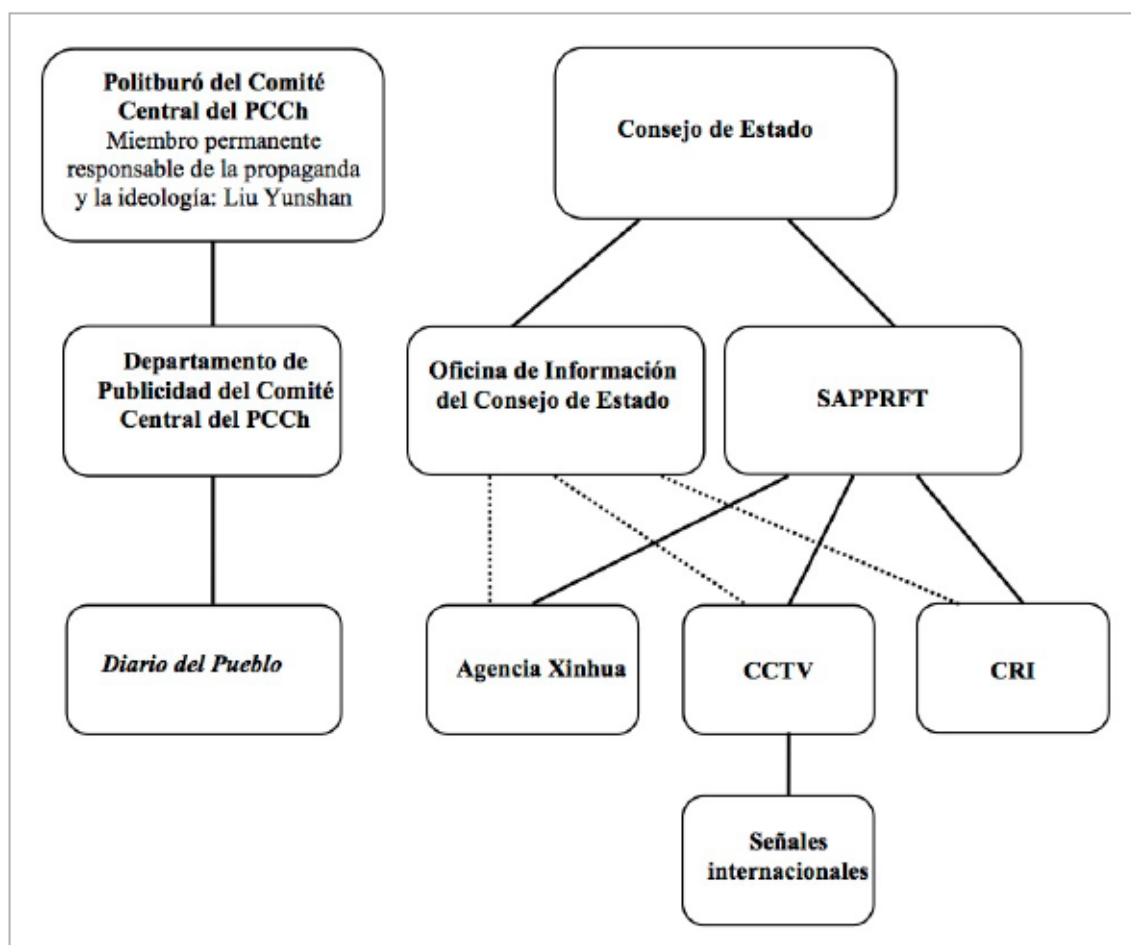 Politburó del Comité
Central del PCCh
Miembro permanente
responsable de la propaganda
y la ideología: Liu Yunshan
Consejo de Estado
Departamento de
Publicidad del Comité
Central del PCCh
Oficina de Información
del Consejo de Estado
SAPPRFT
Diario del Pueblo
Agencia Xinhua
CCTV
CRI
Señales
internacionales